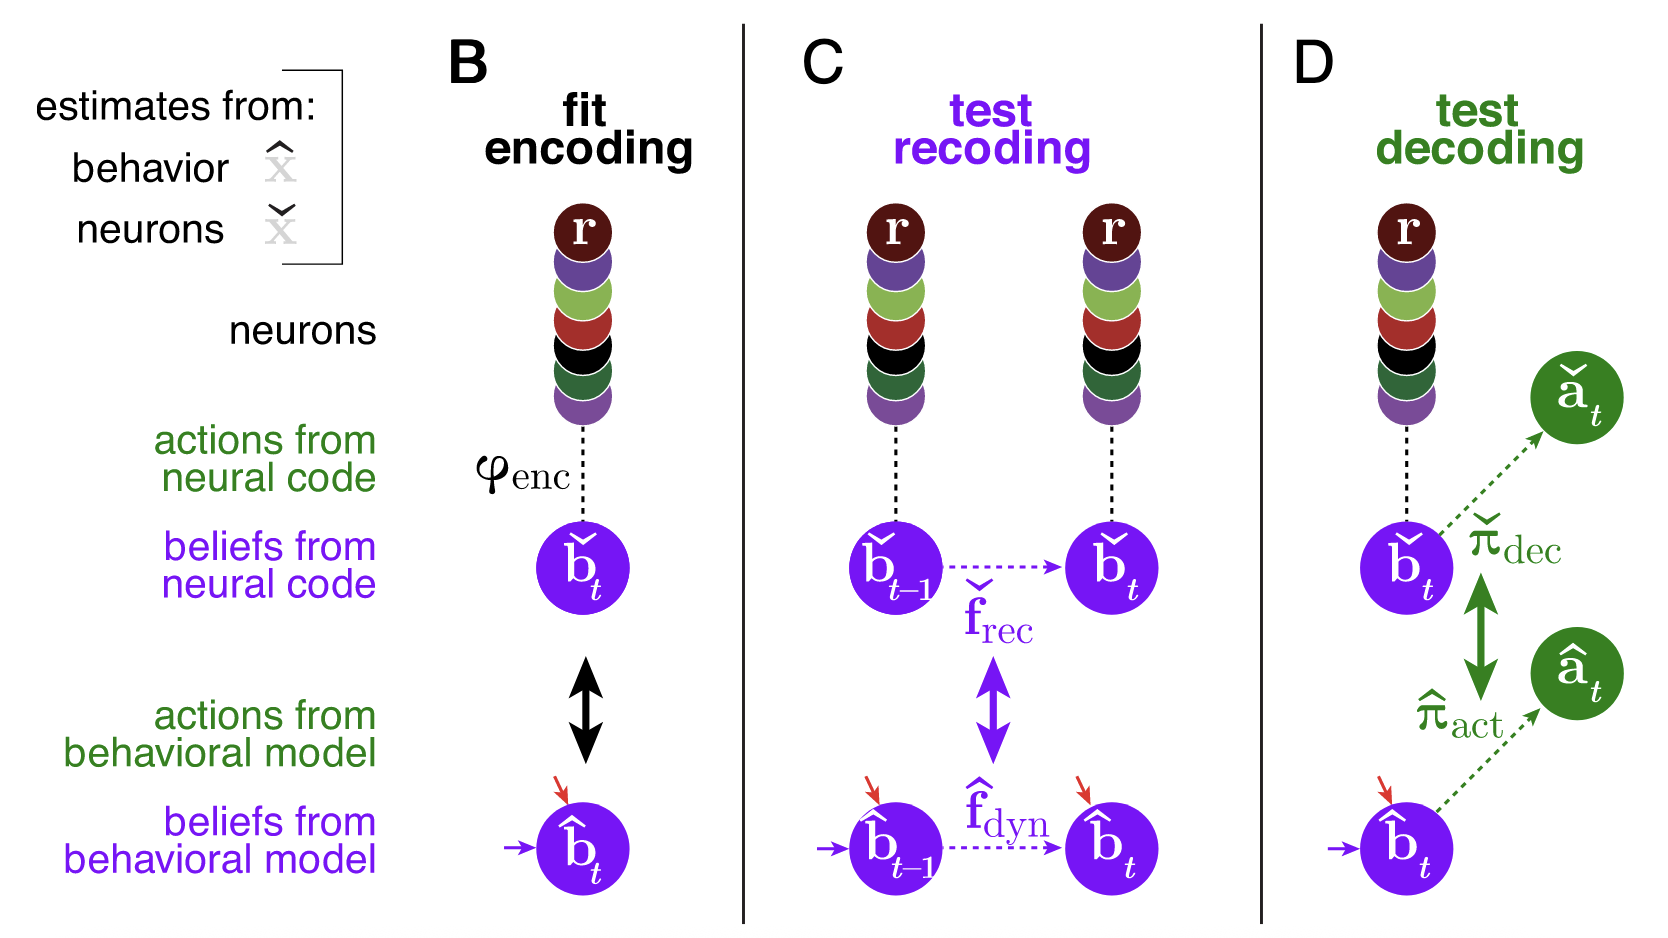 estimates from:
behavior x̂
neurons x̌
neurons
actions from
neural code
beliefs from
neural code
actions from
behavioral model
beliefs from
behavioral model
B
fit
encoding
r
φenc
b̌t
b̂t
C
test
recoding
r r
b̌t–1 b̌t
f̌rec
f̂dyn
b̂t–1 b̂t
D
test
decoding
r
ǎt
b̌t
π̌dec
ât
π̂act
b̂t